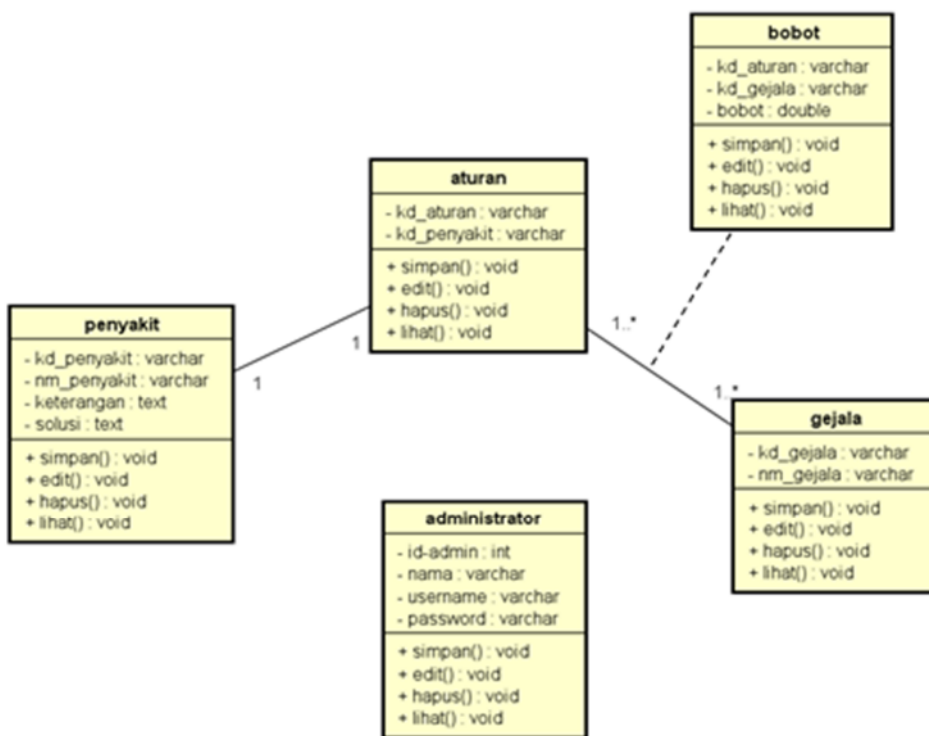 bobot
- kd_aturan : varchar
- kd_gejala : varchar
- bobot : double
+ simpan() : void
+ edit() : void
+ hapus() : void
+ lihat() : void
aturan
- kd_aturan : varchar
- kd_penyakit : varchar
+ simpan() : void
+ edit() : void
+ hapus() : void
+ lihat() : void
penyakit
- kd_penyakit : varchar
- nm_penyakit : varchar
- keterangan : text
- solusi : text
+ simpan() : void
+ edit() : void
+ hapus() : void
+ lihat() : void
1
1
1..*
1..*
gejala
- kd_gejala : varchar
- nm_gejala : varchar
+ simpan() : void
+ edit() : void
+ hapus() : void
+ lihat() : void
administrator
- id-admin : int
- nama : varchar
- username : varchar
- password : varchar
+ simpan() : void
+ edit() : void
+ hapus() : void
+ lihat() : void